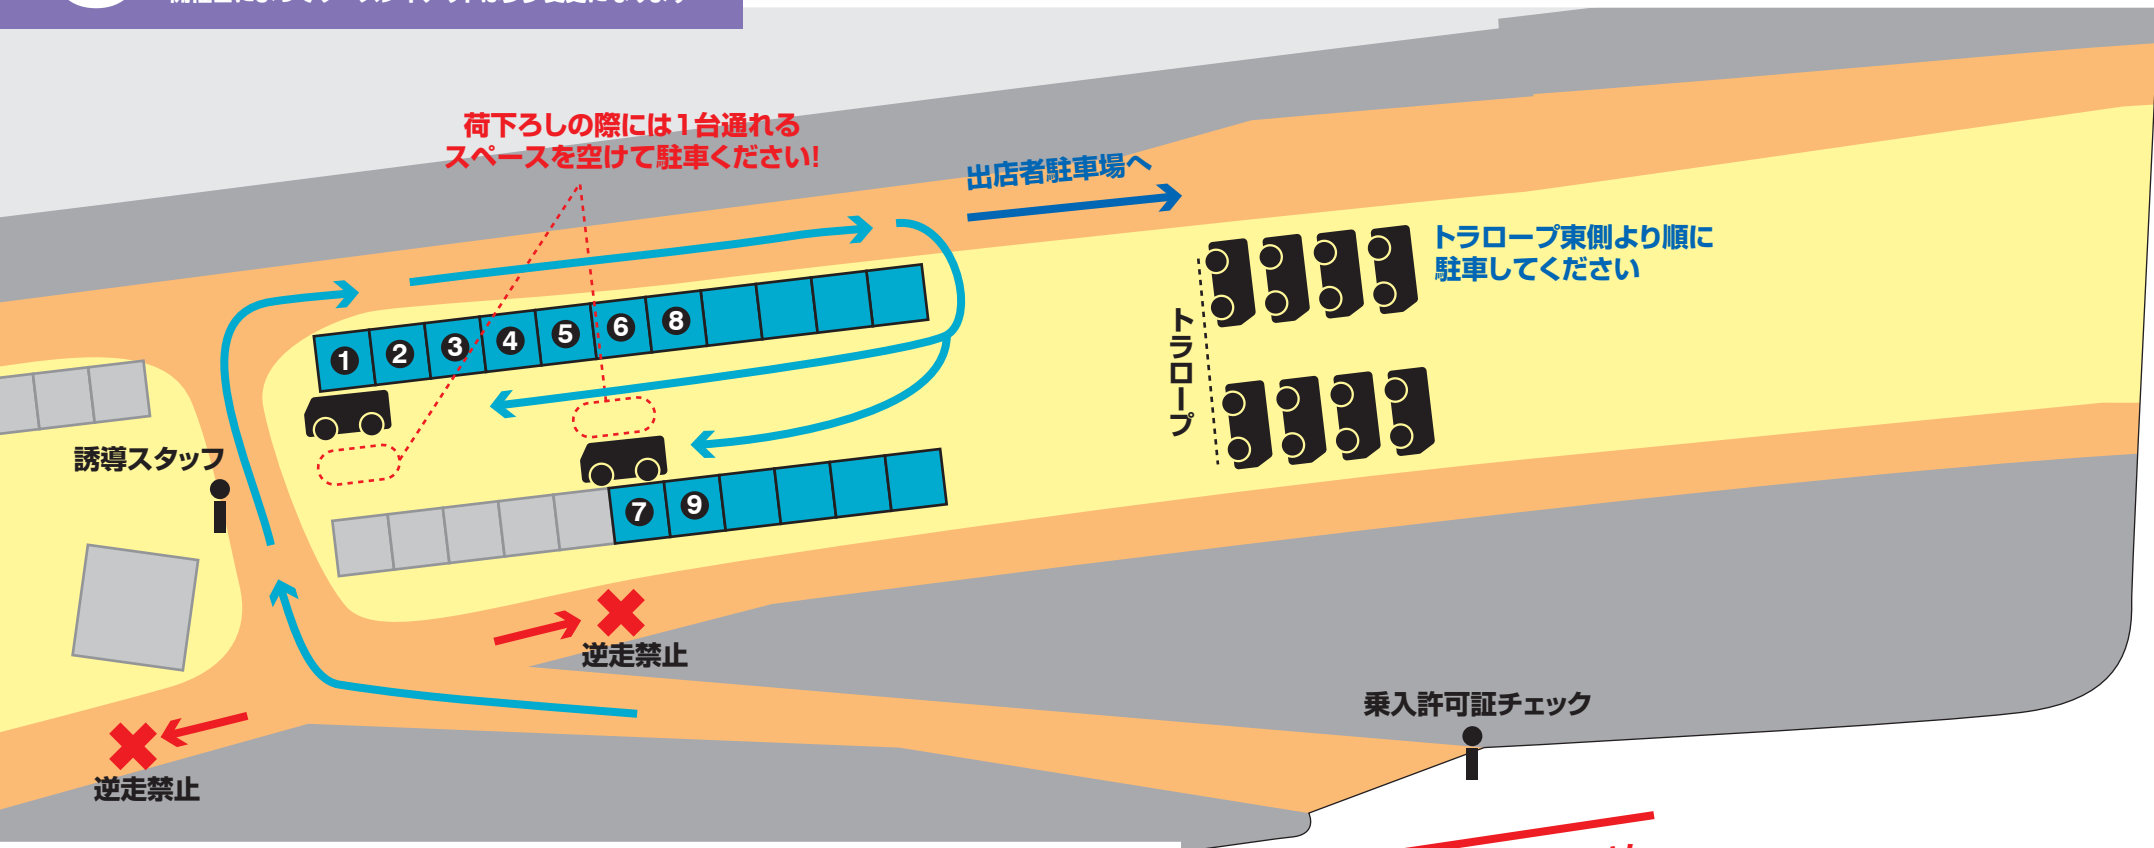 荷下ろしの際には1台通れる
スペースを空けて駐車ください!
出店者駐車場へ
トラロープ東側より順に
駐車してください
トラロープ
1
2
3
4
5
6
8
7
9
誘導スタッフ
逆走禁止
逆走禁止
乗入許可証チェック